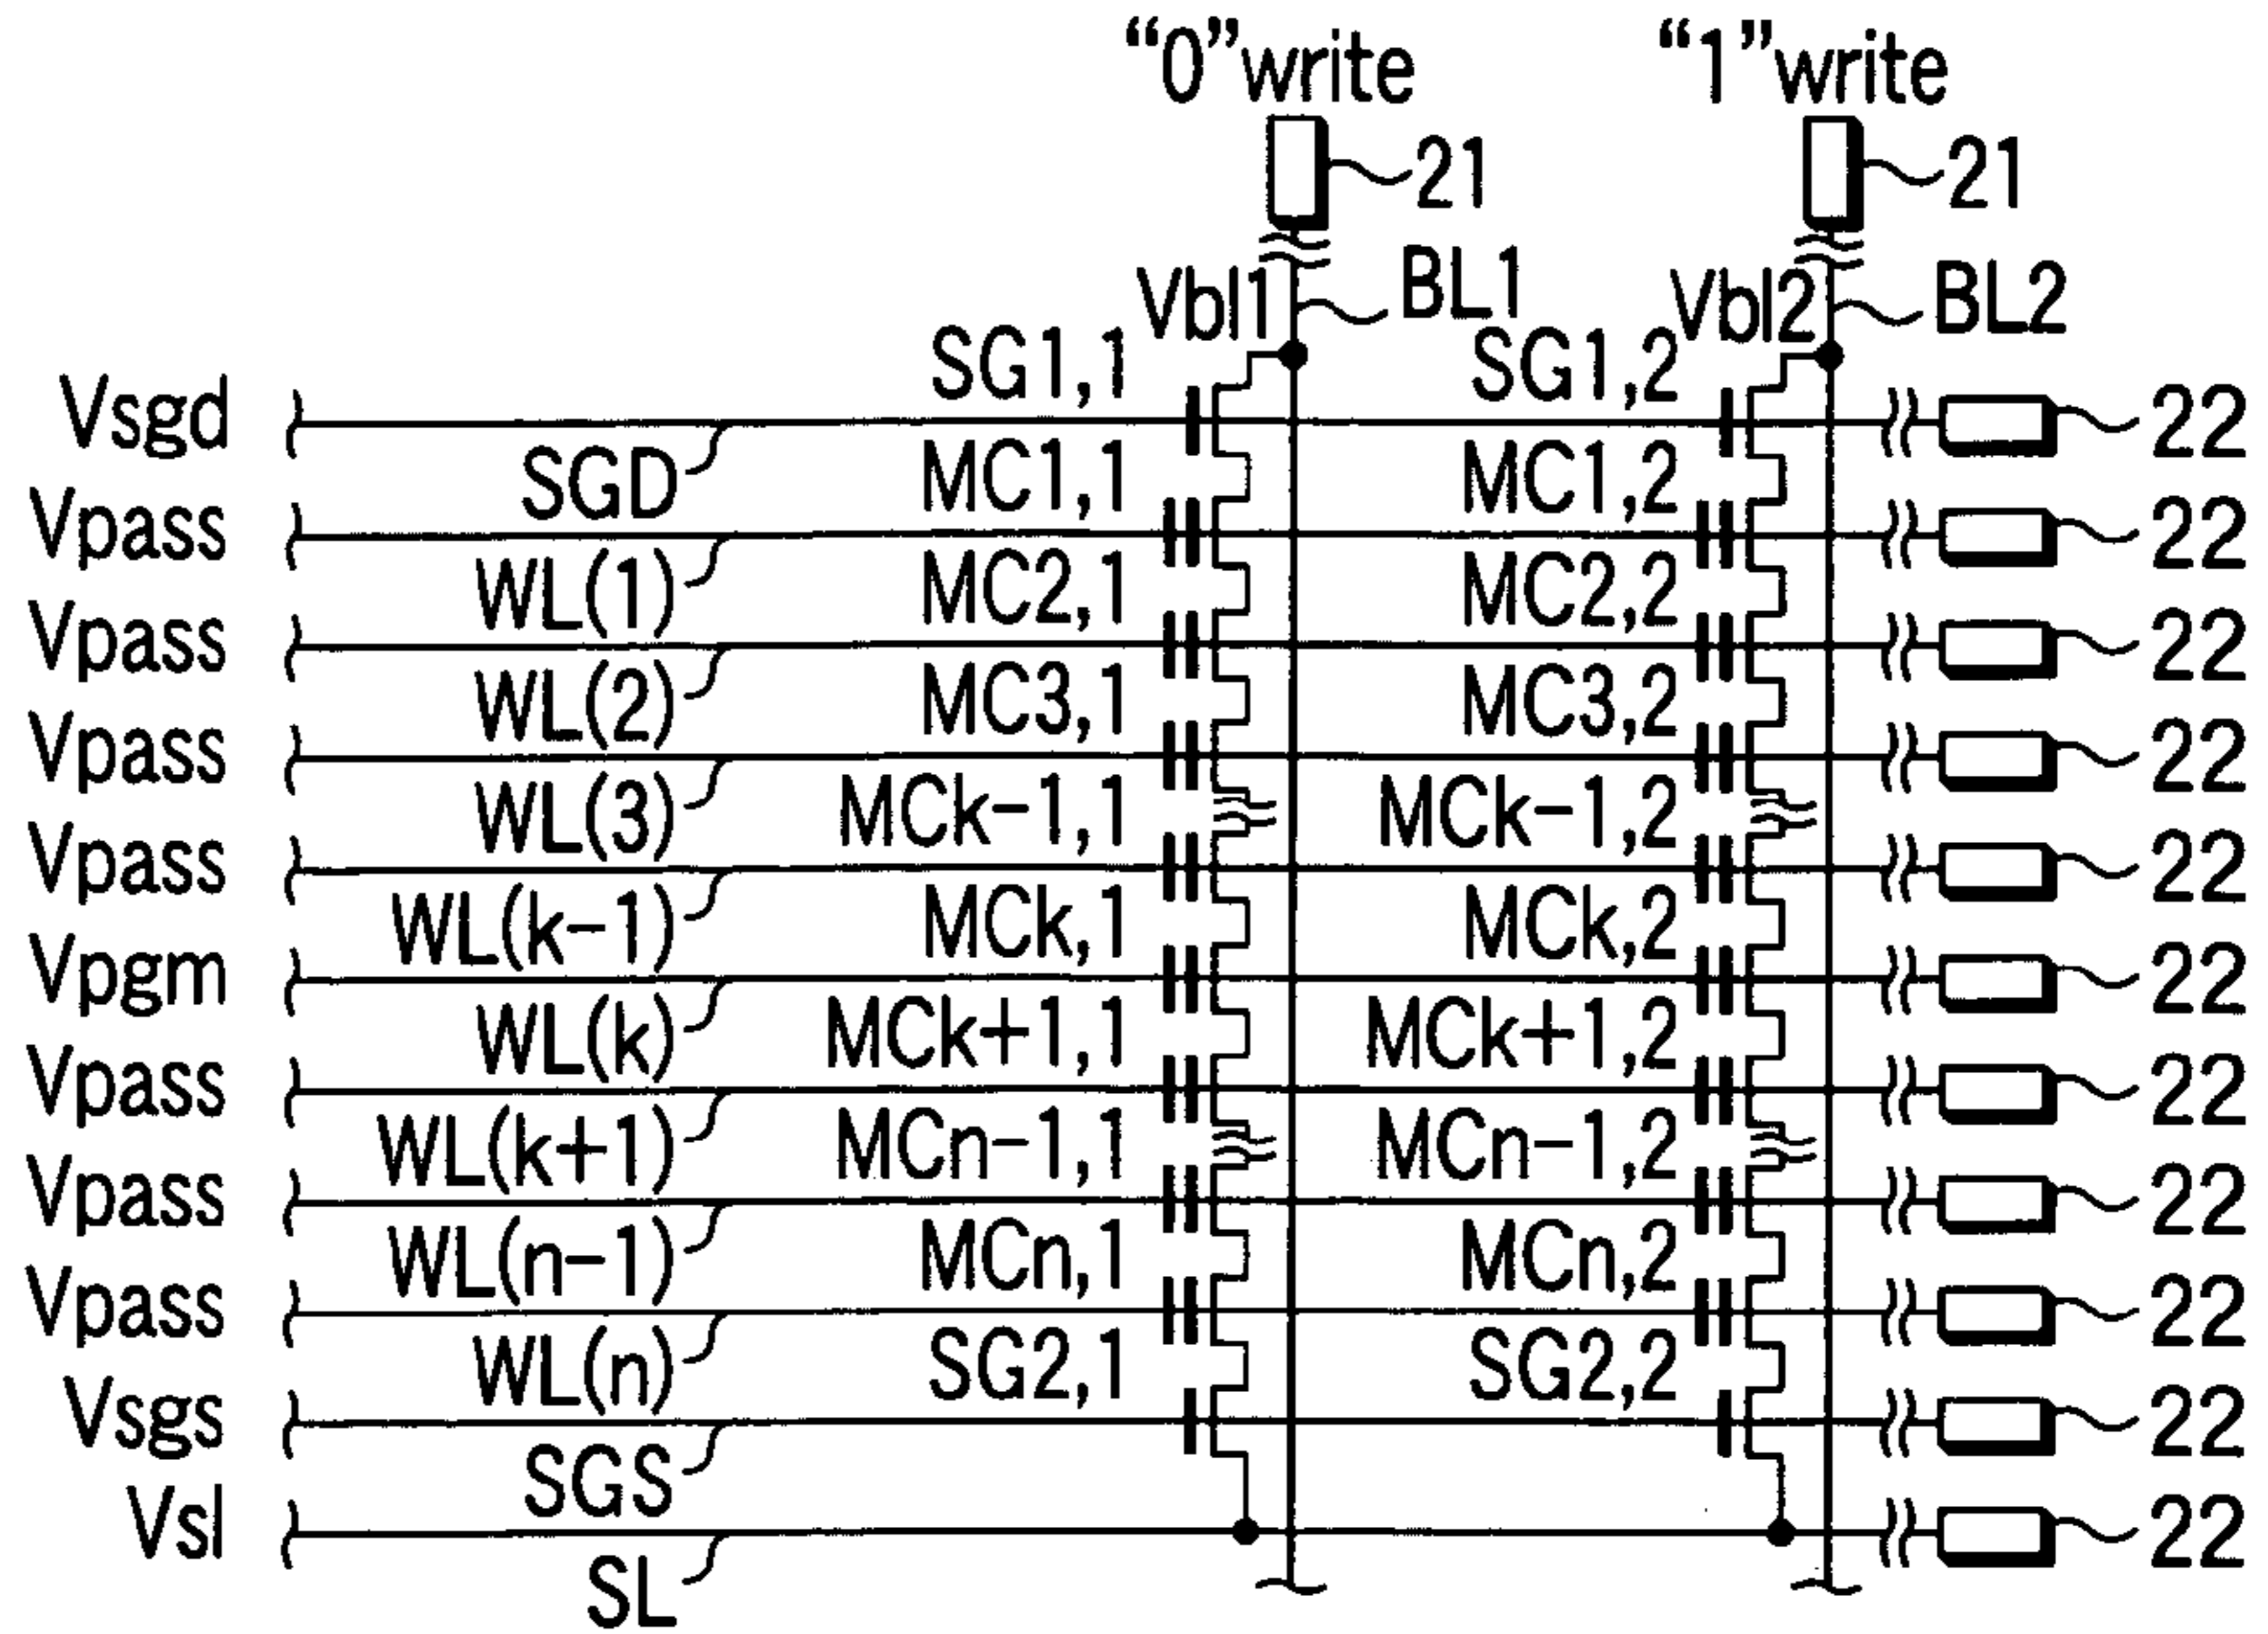 “0”write “1”write
21 21
Vbl1 BL1 Vbl2 BL2
SG1,1 SG1,2
Vsgd 22
SGD MC1,1 MC1,2
Vpass 22
WL(1) MC2,1 MC2,2
Vpass 22
WL(2) MC3,1 MC3,2
Vpass 22
WL(3) MCk-1,1 MCk-1,2
Vpass 22
WL(k-1) MCk,1 MCk,2
Vpgm 22
WL(k) MCk+1,1 MCk+1,2
Vpass 22
WL(k+1) MCn-1,1 MCn-1,2
Vpass 22
WL(n-1) MCn,1 MCn,2
Vpass 22
WL(n) SG2,1 SG2,2
Vsgs 22
SGS
Vsl 22
SL